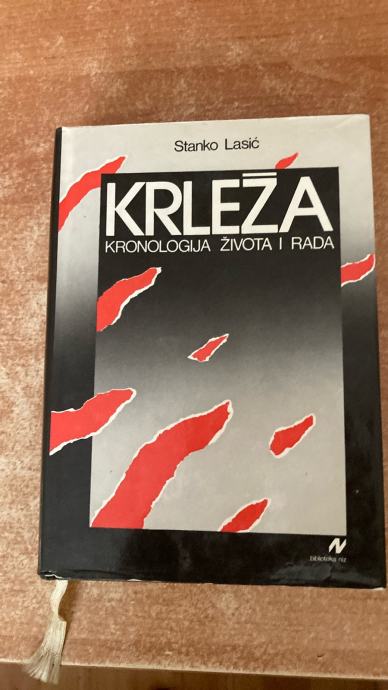 Stanko Lasić
KRLEŽA
KRONOLOGIJA ŽIVOTA I RADA
N
biblioteka niz